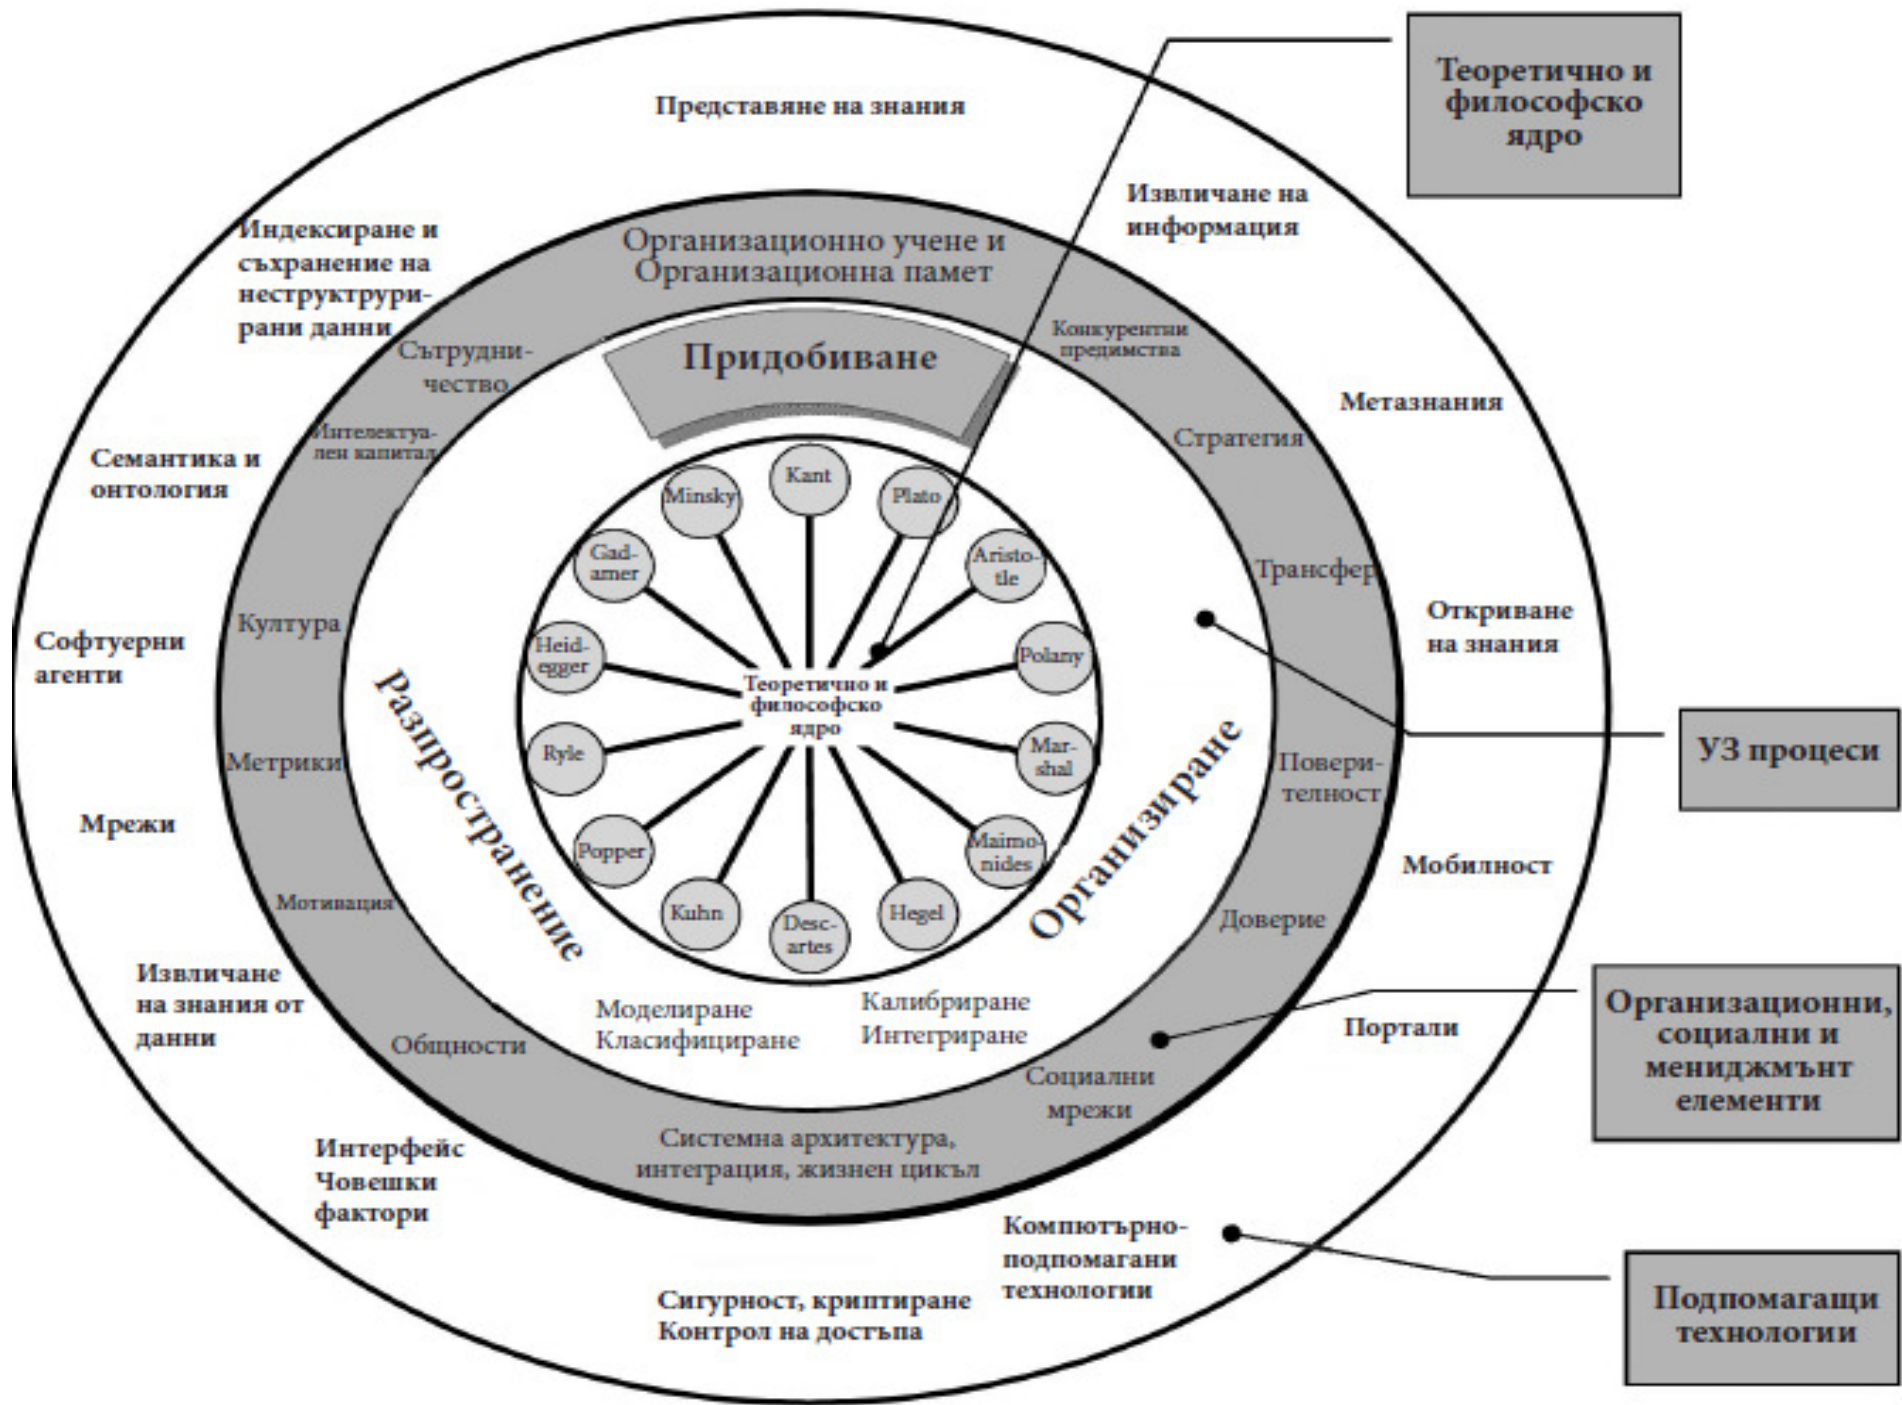 Теоретично и
философско
ядро
Представяне на знания
Извличане на
информация
Индексиране и
съхранение на
неструктрури-
рани данни
Организационно учене и
Организационна памет
Сътрудни-
чество
Придобиване
Конкурентни
предимства
Метазнания
Стратегия
Интелектуа-
лен капитал
Семантика и
онтология
Kant
Minsky
Plato
Gad-
amer
Aristo-
tle
Трансфер
Култура
Софтуерни
агенти
Heid-
egger
Polany
Откриване
на знания
Теоретично и
философско
ядро
Разпространение
Организиране
УЗ процеси
Метрики
Ryle
Mar-
shal
Повери-
телност
Мрежи
Popper
Maimo-
nides
Мобилност
Мотивация
Kuhn
Desc-
artes
Hegel
Доверие
Извличане
на знания от
данни
Моделиране
Класифициране
Калибриране
Интегриране
Портали
Организационни,
социални и
мениджмънт
елементи
Общности
Социални
мрежи
Системна архитектура,
интеграция, жизнен цикъл
Интерфейс
Човешки
фактори
Компютърно-
подпомагани
технологии
Сигурност, криптиране
Контрол на достъпа
Подпомагащи
технологии